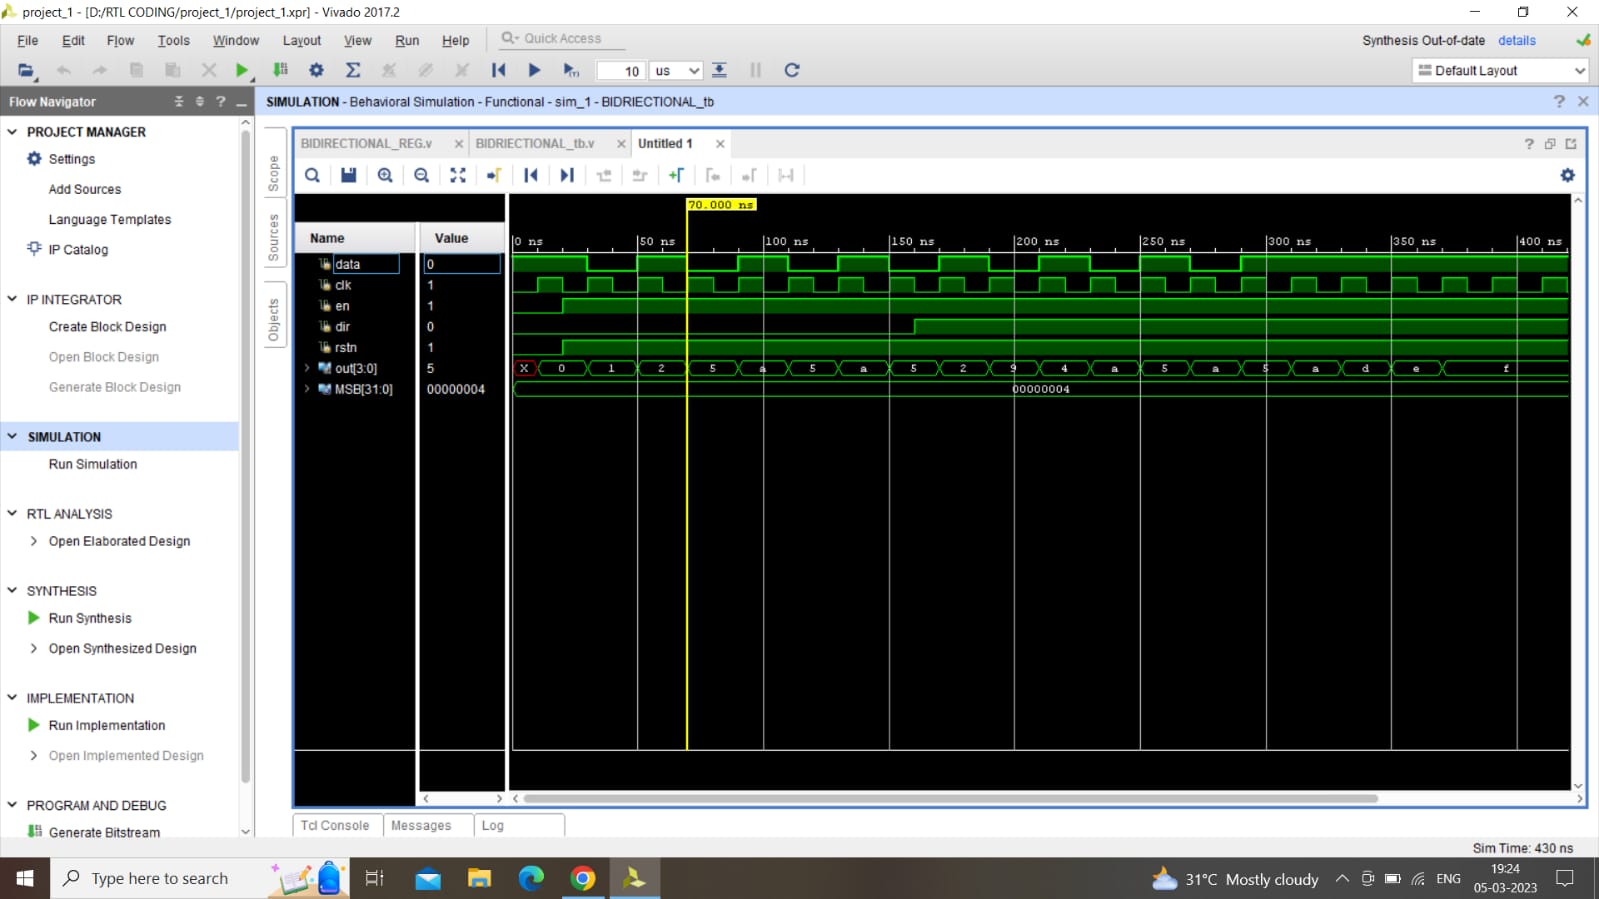 project_1 - [D:/RTL CODING/project_1/project_1.xpr] - Vivado 2017.2
File Edit Flow Tools Window Layout View Run Help Quick Access
Synthesis Out-of-date details
10 us
Default Layout
Flow Navigator
SIMULATION - Behavioral Simulation - Functional - sim_1 - BIDRIECTIONAL_tb
PROJECT MANAGER
Settings
Add Sources
Language Templates
IP Catalog
IP INTEGRATOR
Create Block Design
Open Block Design
Generate Block Design
SIMULATION
Run Simulation
RTL ANALYSIS
Open Elaborated Design
SYNTHESIS
Run Synthesis
Open Synthesized Design
IMPLEMENTATION
Run Implementation
Open Implemented Design
PROGRAM AND DEBUG
Generate Bitstream
Scope
Sources
Objects
BIDIRECTIONAL_REG.v BIDRIECTIONAL_tb.v Untitled 1
70.000 ns
Name Value
0 ns 50 ns 100 ns 150 ns 200 ns 250 ns 300 ns 350 ns 400 ns
data 0
clk 1
en 1
dir 0
rstn 1
out[3:0] 5 X 0 1 2 5 a 5 a 5 2 9 4 a 5 a 5 a d e f
MSB[31:0] 00000004 00000004
Tcl Console Messages Log
Sim Time: 430 ns
Type here to search
31°C Mostly cloudy
ENG
19:24
05-03-2023